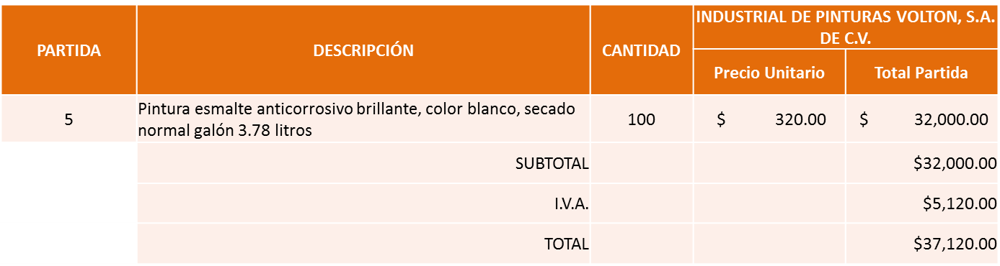 PARTIDA
DESCRIPCIÓN
CANTIDAD
INDUSTRIAL DE PINTURAS VOLTON, S.A.
DE C.V.
Precio Unitario
Total Partida
5
Pintura esmalte anticorrosivo brillante, color blanco, secado
normal galón 3.78 litros
100
$ 320.00
$ 32,000.00
SUBTOTAL
$32,000.00
I.V.A.
$5,120.00
TOTAL
$37,120.00